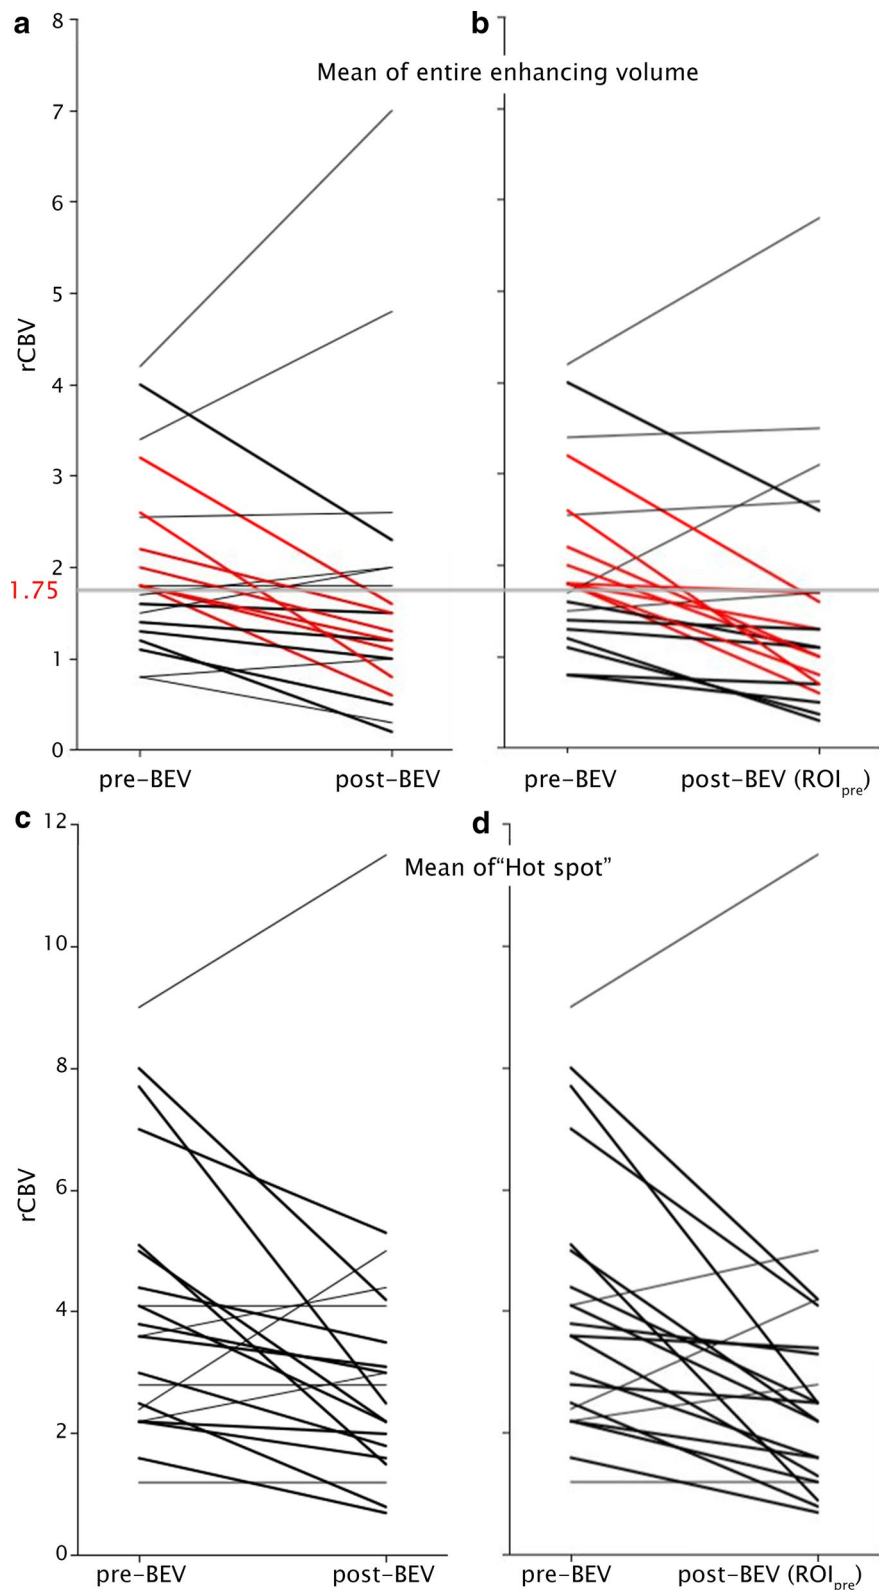 a
b
Mean of entire enhancing volume
8
7
6
5
4
3
2
1.75
1
0
rCBV
pre-BEV
post-BEV
pre-BEV
post-BEV (ROIpre)
c
d
Mean of“Hot spot”
12
10
8
6
4
2
0
rCBV
pre-BEV
post-BEV
pre-BEV
post-BEV (ROIpre)